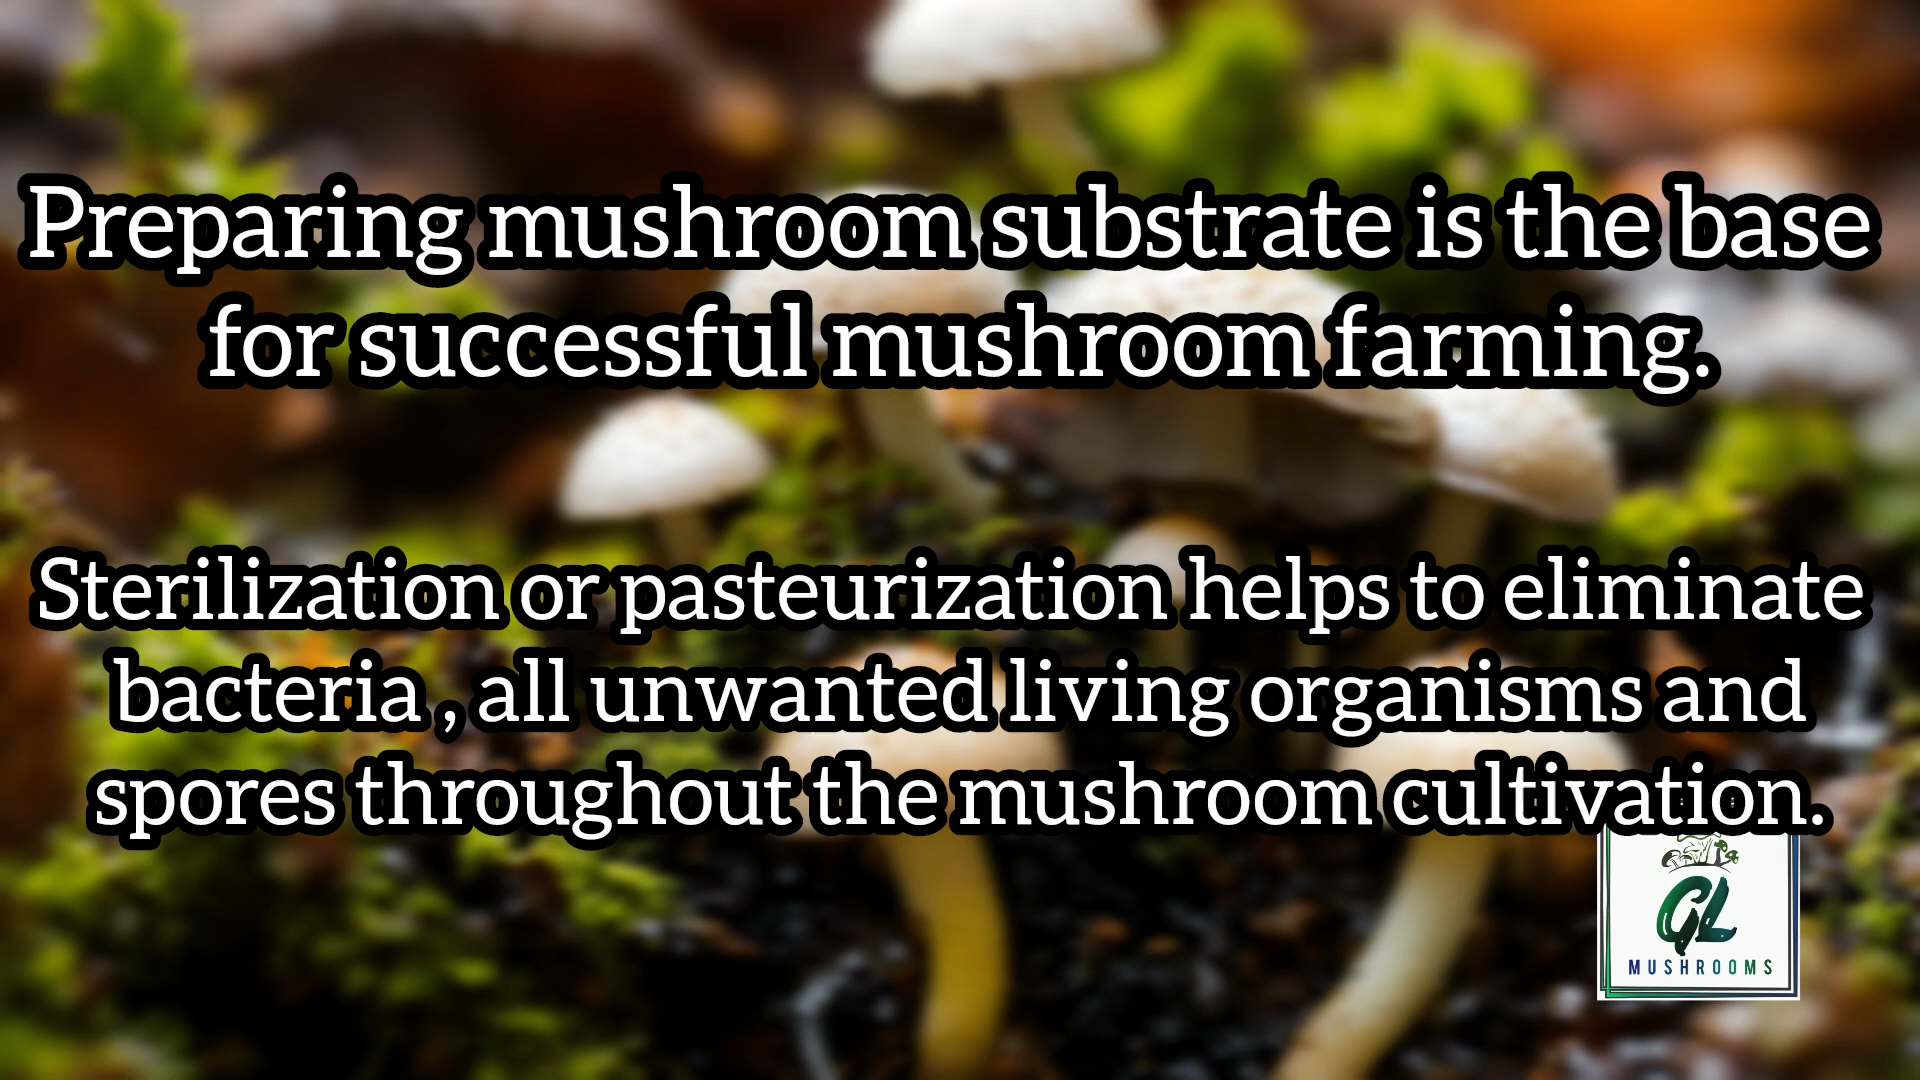 Preparing mushroom substrate is the base
for successful mushroom farming.
Sterilization or pasteurization helps to eliminate
bacteria , all unwanted living organisms and
spores throughout the mushroom cultivation.
GL
MUSHROOMS